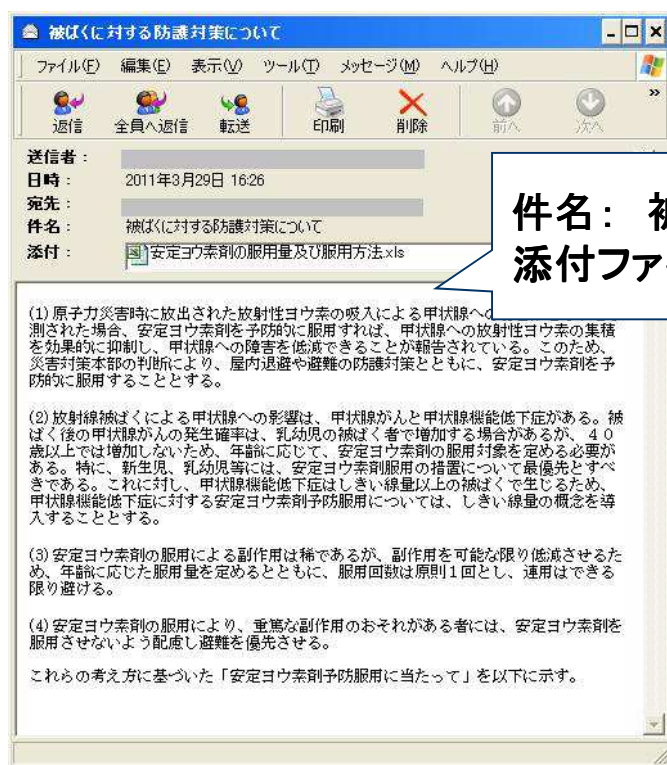 被ばくに対する防護対策について
ファイル(F) 編集(E) 表示(V) ツール(T) メッセージ(M) ヘルプ(H)
返信 全員へ返信 転送 印刷 削除 前へ 次へ »
送信者：
日時： 2011年3月29日 16:26
宛先：
件名： 被ばくに対する防護対策について
添付： 安定ヨウ素剤の服用量及び服用方法.xls
件名： 被
添付ファ
(1) 原子力災害時に放出された放射性ヨウ素の吸入による甲状腺への
測された場合、安定ヨウ素剤を予防的に服用すれば、甲状腺への放射性ヨウ素の集積
を効果的に抑制し、甲状腺への障害を低減できることが報告されている。このため、
災害対策本部の判断により、屋内退避や避難の防護対策とともに、安定ヨウ素剤を予
防的に服用することとする。
(2) 放射線被ばくによる甲状腺への影響は、甲状腺がんと甲状腺機能低下症がある。被
ばく後の甲状腺がんの発生確率は、乳幼児の被ばく者で増加する場合があるが、４０
歳以上では増加しないため、年齢に応じて、安定ヨウ素剤の服用対象を定める必要が
ある。特に、新生児、乳幼児等には、安定ヨウ素剤服用の措置について最優先とすべ
きである。これに対し、甲状腺機能低下症はしきい線量以上の被ばくで生じるため、
甲状腺機能低下症に対する安定ヨウ素剤予防服用については、しきい線量の概念を導
入することとする。
(3) 安定ヨウ素剤の服用による副作用は稀であるが、副作用を可能な限り低減させるた
め、年齢に応じた服用量を定めるとともに、服用回数は原則１回とし、連用はできる
限り避ける。
(4) 安定ヨウ素剤の服用により、重篤な副作用のおそれがある者には、安定ヨウ素剤を
服用させないよう配慮し避難を優先させる。
これらの考え方に基づいた「安定ヨウ素剤予防服用に当たって」を以下に示す。